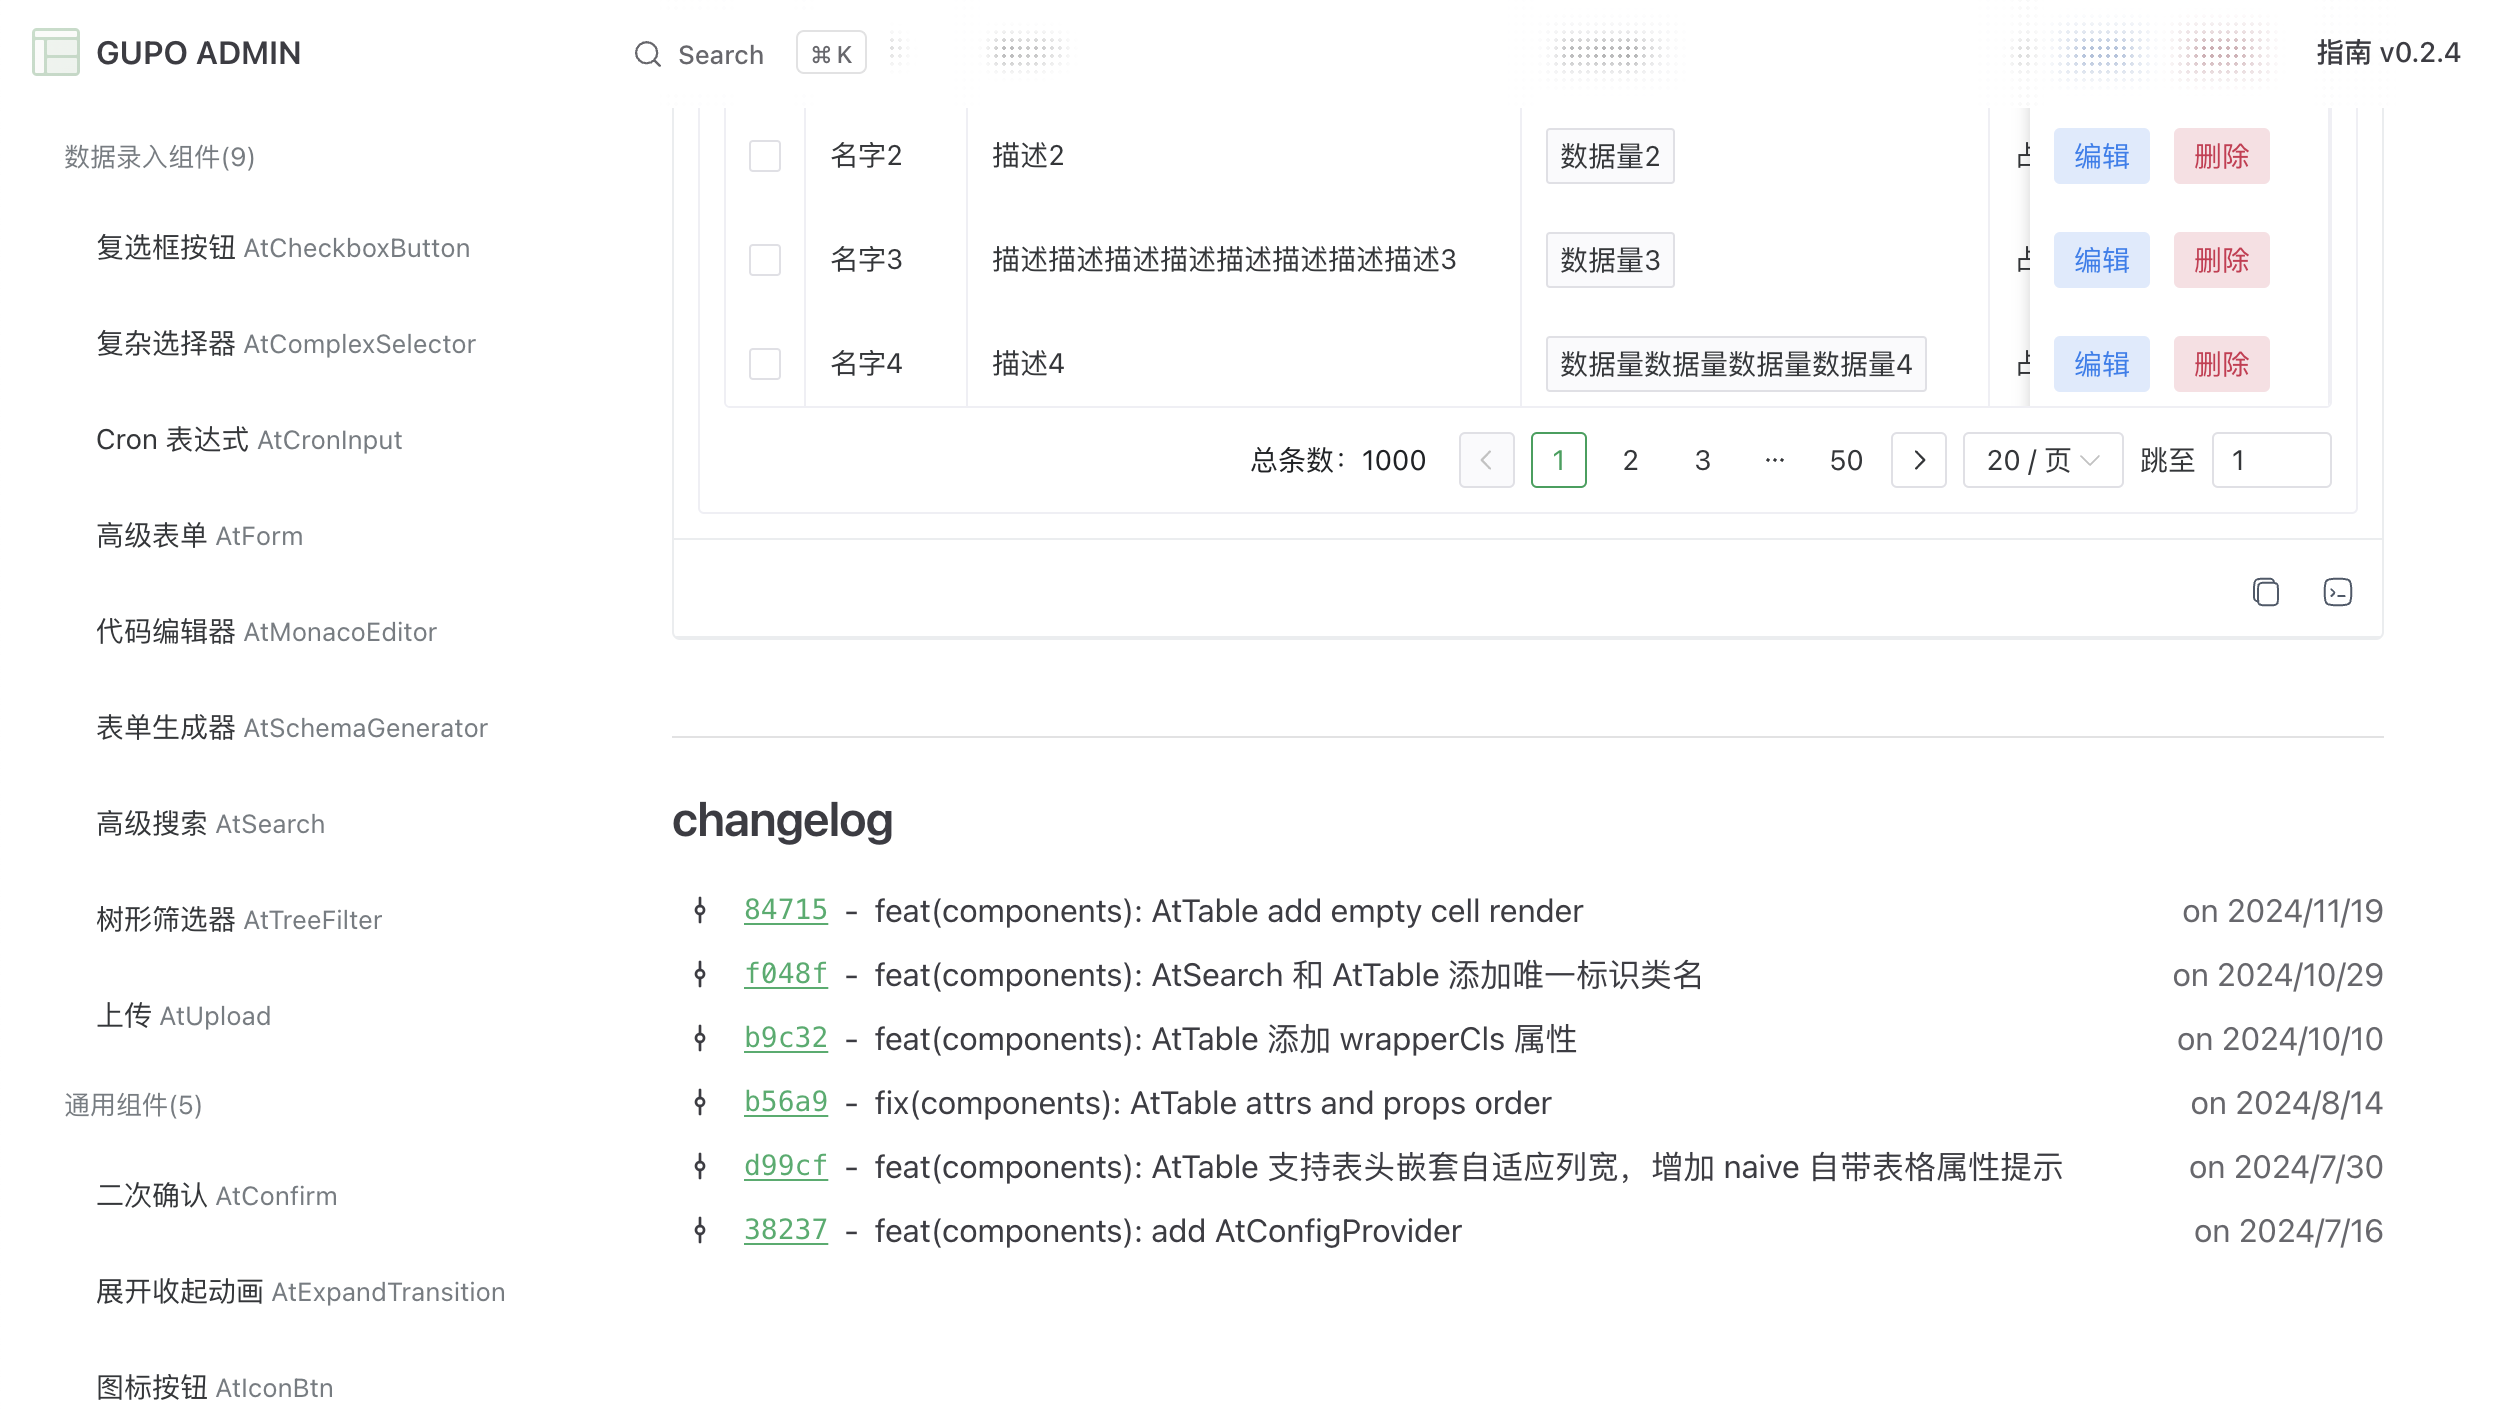 GUPO ADMIN
Search ⌘ K
指南 v0.2.4
数据录入组件(9)
复选框按钮 AtCheckboxButton
复杂选择器 AtComplexSelector
Cron 表达式 AtCronInput
高级表单 AtForm
代码编辑器 AtMonacoEditor
表单生成器 AtSchemaGenerator
高级搜索 AtSearch
树形筛选器 AtTreeFilter
上传 AtUpload
通用组件(5)
二次确认 AtConfirm
展开收起动画 AtExpandTransition
图标按钮 AtIconBtn
名字2 描述2 数据量2 编辑 删除
名字3 描述描述描述描述描述描述描述描述3 数据量3 编辑 删除
名字4 描述4 数据量数据量数据量数据量4 编辑 删除
总条数：1000 1 2 3 ... 50 20 / 页 跳至 1
changelog
84715 - feat(components): AtTable add empty cell render on 2024/11/19
f048f - feat(components): AtSearch 和 AtTable 添加唯一标识类名 on 2024/10/29
b9c32 - feat(components): AtTable 添加 wrapperCls 属性 on 2024/10/10
b56a9 - fix(components): AtTable attrs and props order on 2024/8/14
d99cf - feat(components): AtTable 支持表头嵌套自适应列宽，增加 naive 自带表格属性提示 on 2024/7/30
38237 - feat(components): add AtConfigProvider on 2024/7/16